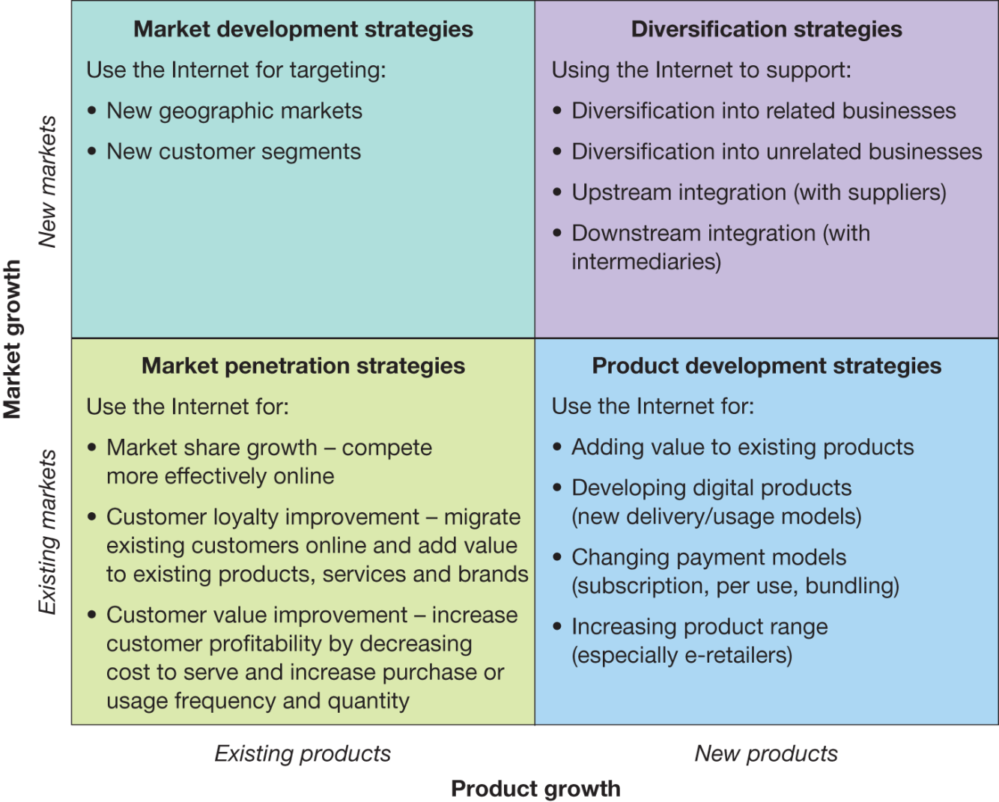 Market development strategies
Use the Internet for targeting:
• New geographic markets
• New customer segments
Diversification strategies
Using the Internet to support:
• Diversification into related businesses
• Diversification into unrelated businesses
• Upstream integration (with suppliers)
• Downstream integration (with
intermediaries)
New markets
Market growth
Existing markets
Market penetration strategies
Use the Internet for:
• Market share growth – compete
more effectively online
• Customer loyalty improvement – migrate
existing customers online and add value
to existing products, services and brands
• Customer value improvement – increase
customer profitability by decreasing
cost to serve and increase purchase or
usage frequency and quantity
Product development strategies
Use the Internet for:
• Adding value to existing products
• Developing digital products
(new delivery/usage models)
• Changing payment models
(subscription, per use, bundling)
• Increasing product range
(especially e-retailers)
Existing products
New products
Product growth